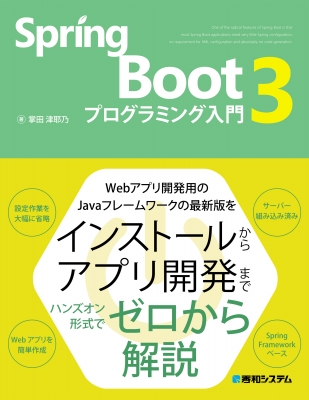 Spring
Boot 3
プログラミング入門
著 掌田 津耶乃
Webアプリ開発用の
Javaフレームワークの最新版を
設定作業を
大幅に省略
サーバー
組み込み済み
インストールから
アプリ開発まで
ハンズオン
形式で
ゼロから
解説
Web アプリを
簡単作成
Spring
Framework
ベース
秀和システム